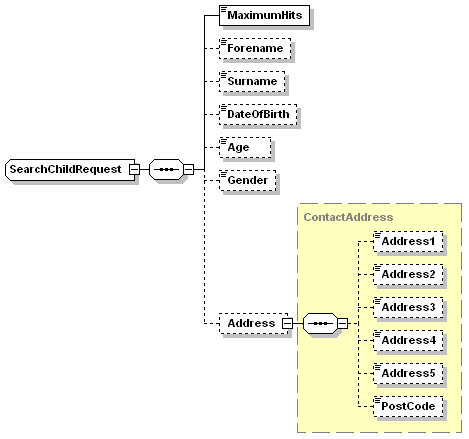 MaximumHits
Forename
Surname
DateOfBirth
Age
SearchChildRequest
Gender
ContactAddress
Address1
Address2
Address3
Address
Address4
Address5
PostCode